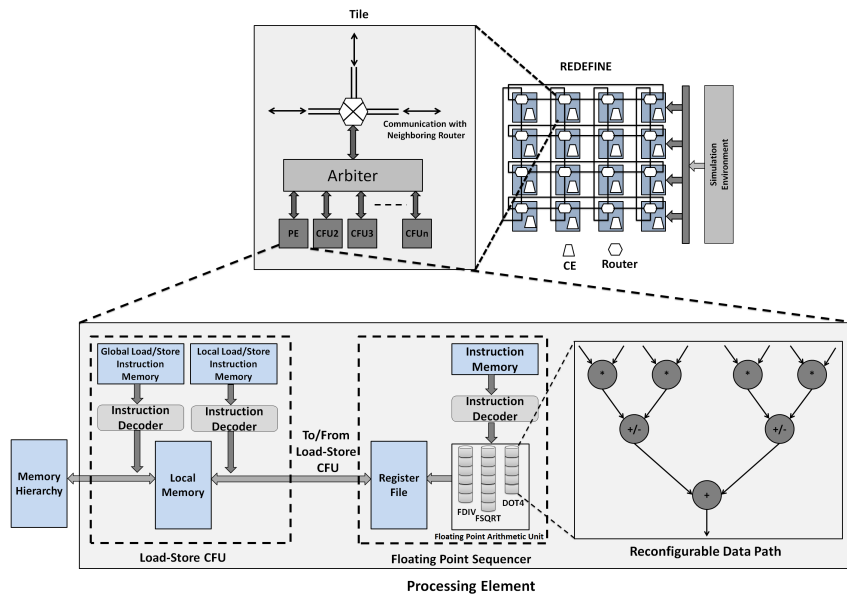 Tile
REDEFINE
Communication with
Neighboring Router
Arbiter
PE
CFU2
CFU3
CFUn
CE
Router
Simulation
Environment
Global Load/Store
Instruction
Memory
Local Load/Store
Instruction
Memory
Instruction
Decoder
Instruction
Decoder
Memory
Hierarchy
Local
Memory
To/From
Load-Store
CFU
Load-Store CFU
Instruction
Memory
Instruction
Decoder
Register
File
FDIV
FSQRT
DOT4
Floating Point Arithmetic Unit
Floating Point Sequencer
*
*
*
*
+/-
+/-
+
Reconfigurable Data Path
Processing Element